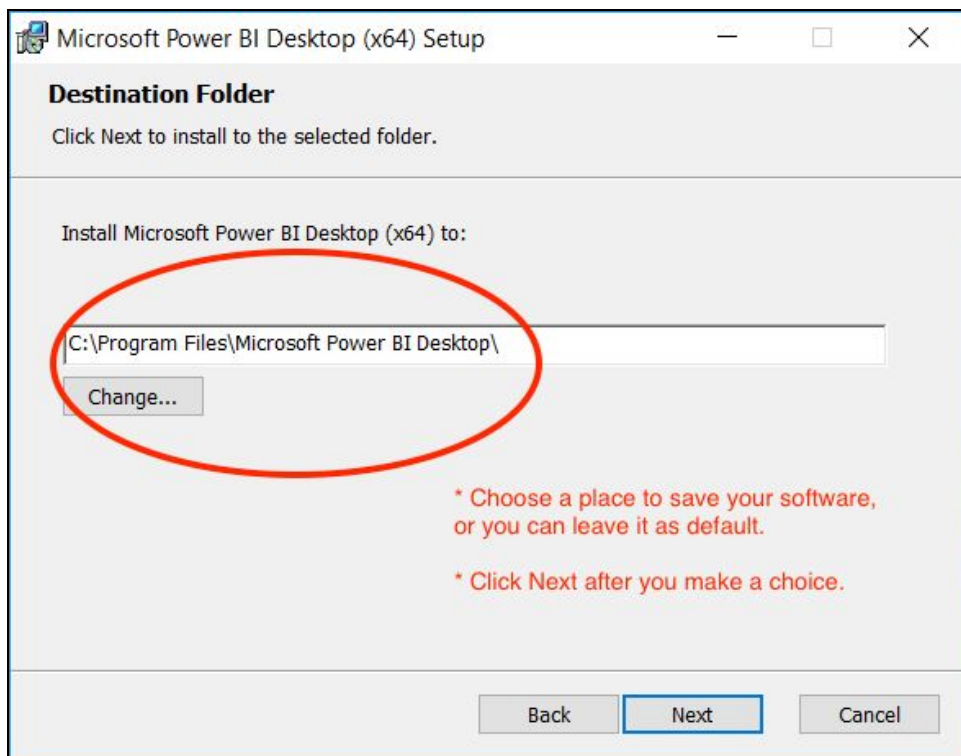 Microsoft Power BI Desktop (x64) Setup
Destination Folder
Click Next to install to the selected folder.
Install Microsoft Power BI Desktop (x64) to:
C:\Program Files\Microsoft Power BI Desktop\
Change...
* Choose a place to save your software,
or you can leave it as default.
* Click Next after you make a choice.
Back Next Cancel